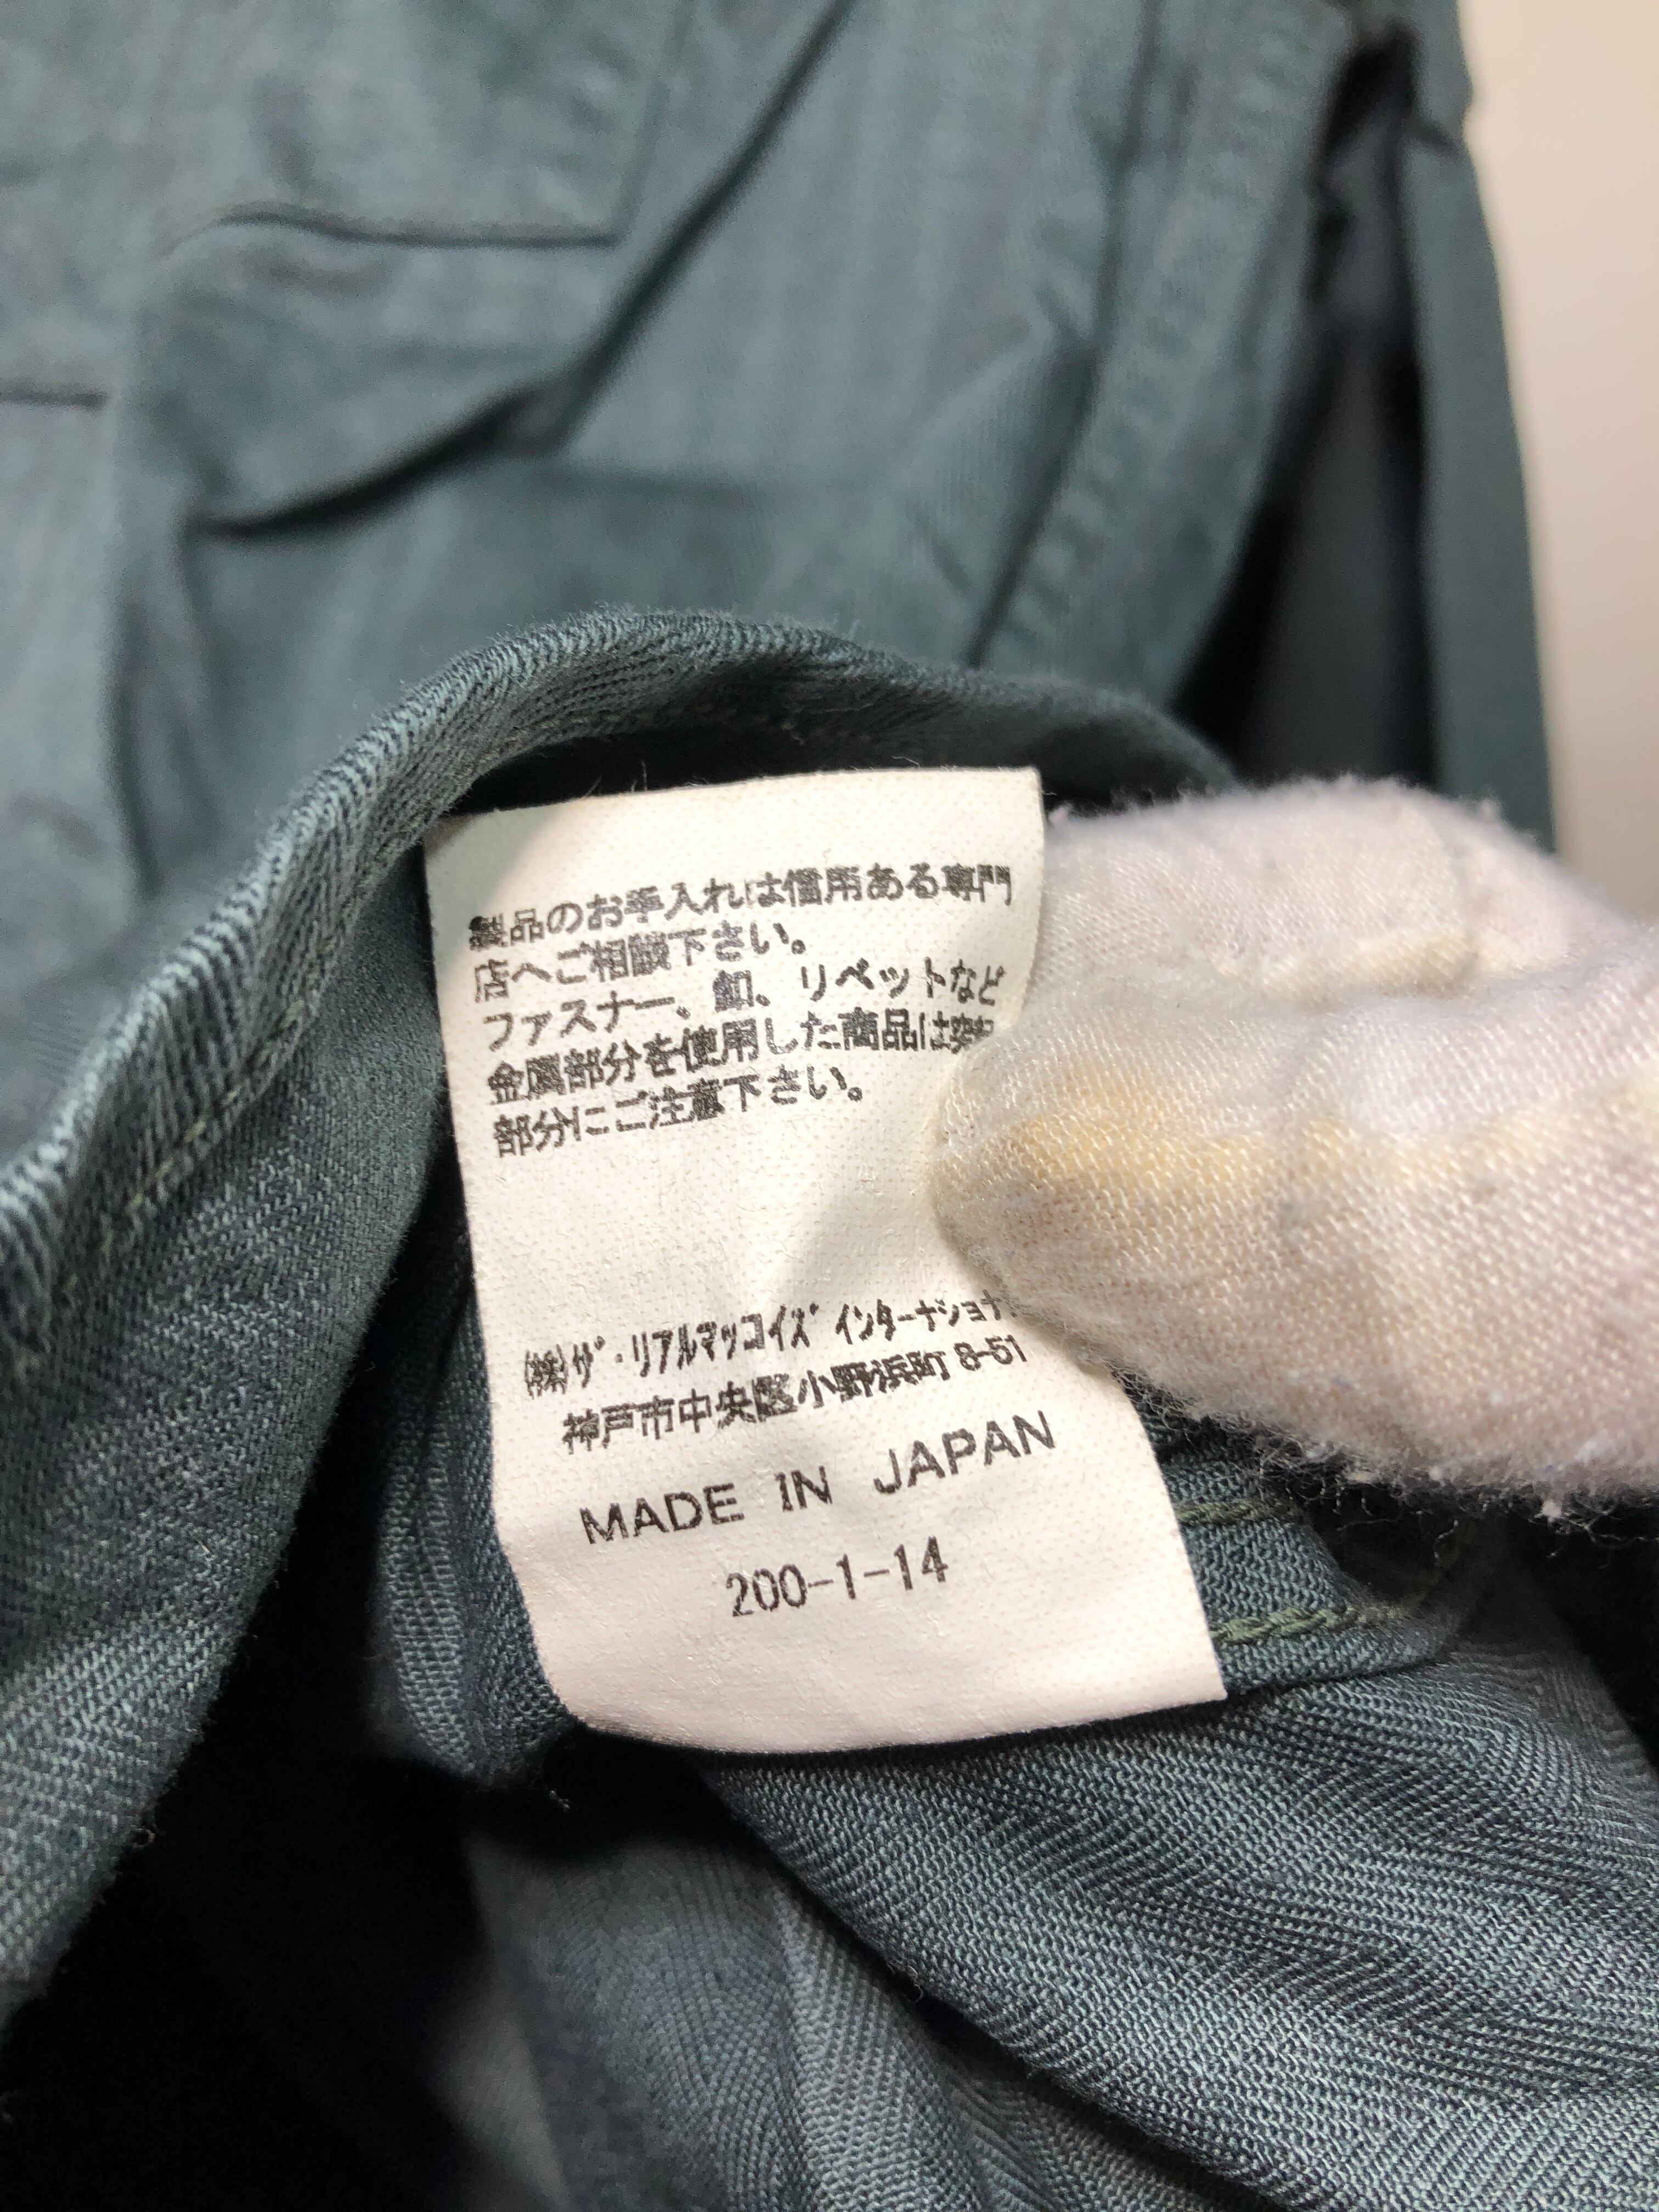 製品のお手入れは信用ある専門
店へご相談下さい。
ファスナー、釦、リベットなど
金属部分を使用した商品は突起
部分にご注意下さい。
㈱ザ・リアルマッコイズ インターナショナ
神戸市中央区小野浜町 8-51
MADE IN JAPAN
200-1-14